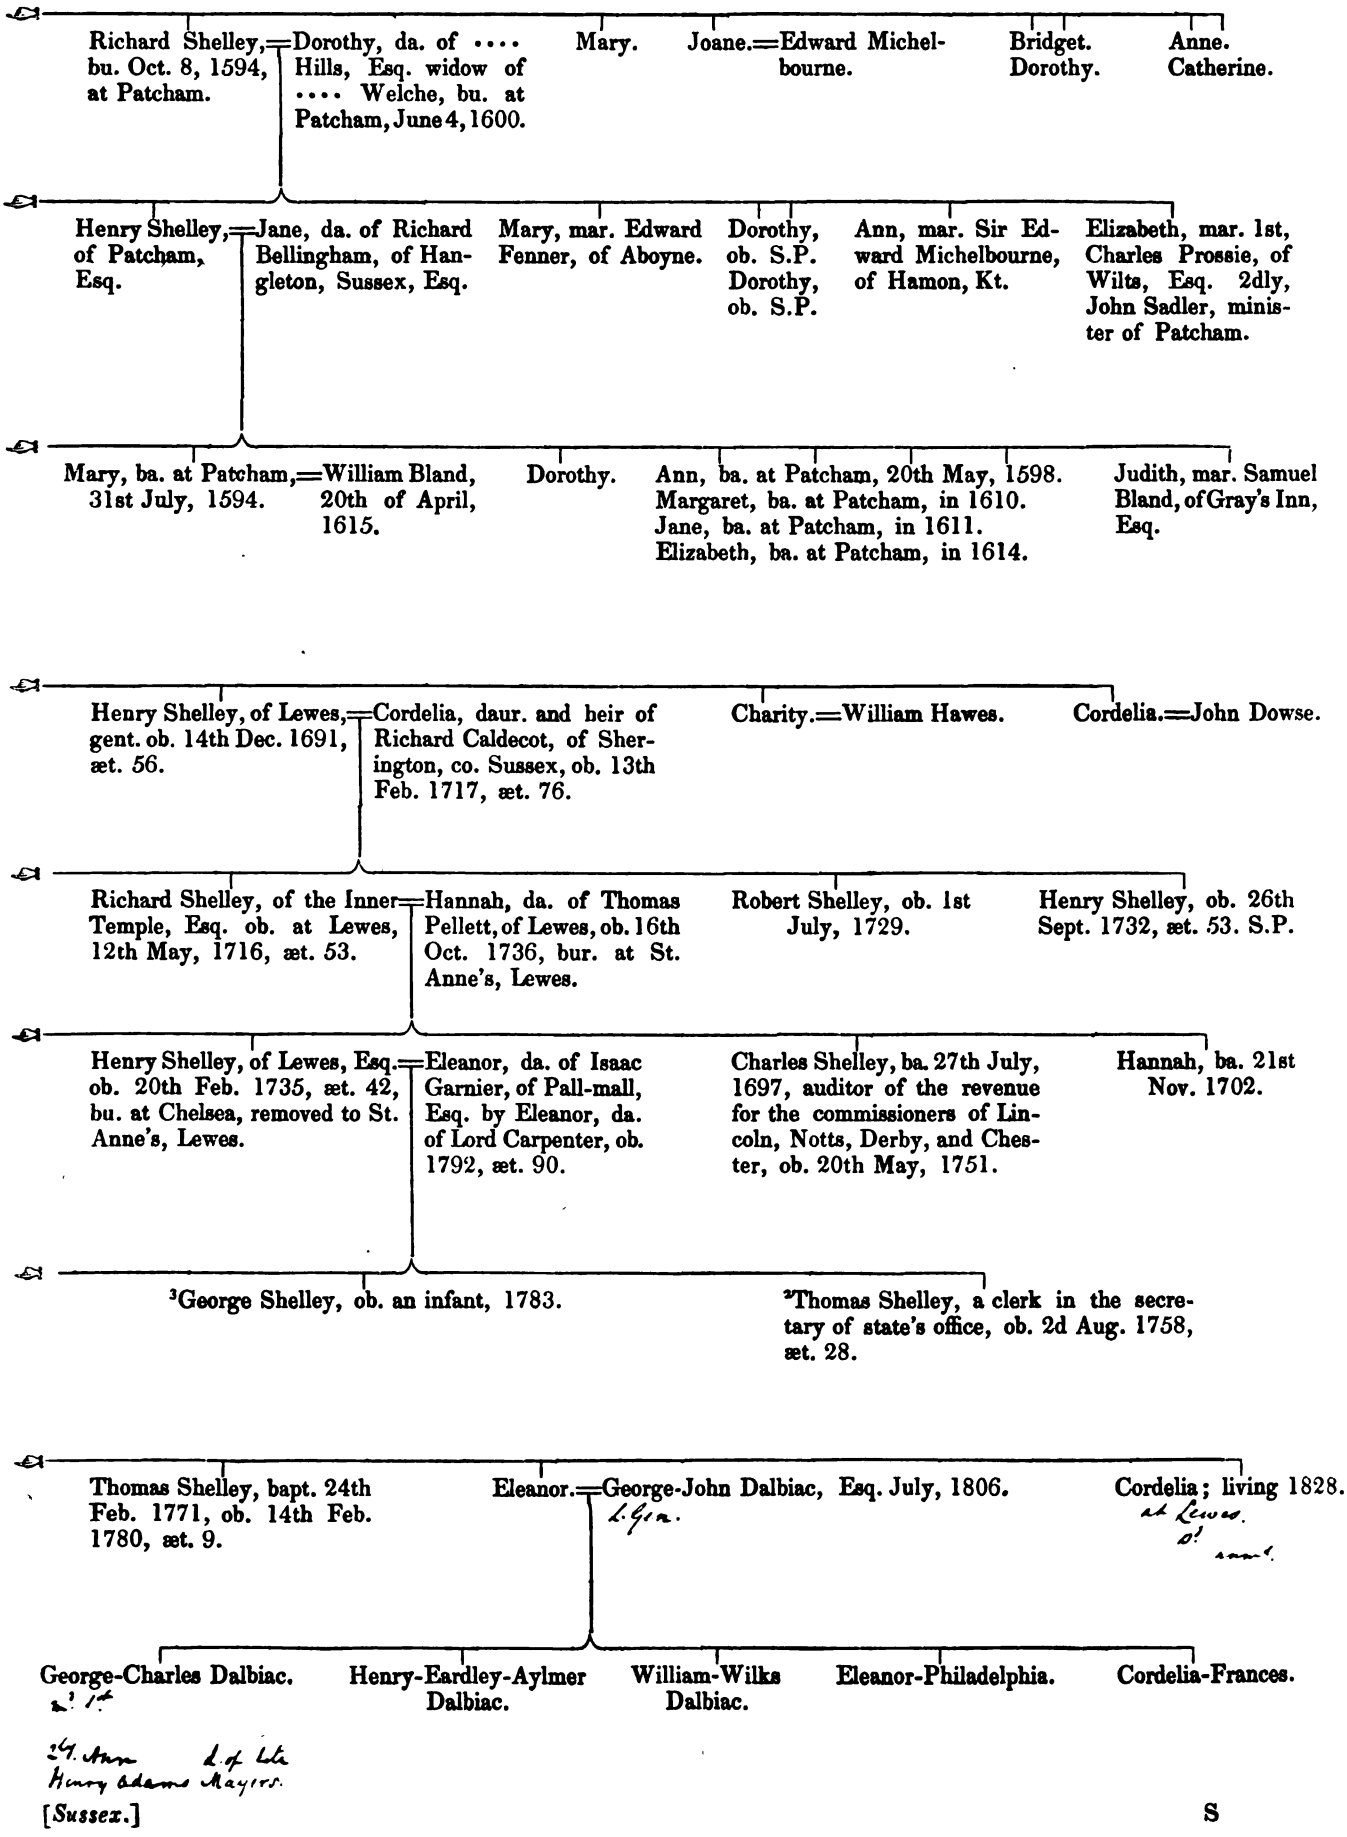 Richard Shelley,=Dorothy, da. of ....
bu. Oct. 8, 1594, Hills, Esq. widow of
at Patcham. .... Welche, bu. at
Patcham, June 4, 1600.
Mary.
Joane.=Edward Michel-
bourne.
Bridget.
Dorothy.
Anne.
Catherine.
Henry Shelley,=Jane, da. of Richard
of Patcham, Bellingham, of Han-
Esq. gleton, Sussex, Esq.
Mary, mar. Edward
Fenner, of Aboyne.
Dorothy,
ob. S.P.
Dorothy,
ob. S.P.
Ann, mar. Sir Ed-
ward Michelbourne,
of Hamon, Kt.
Elizabeth, mar. 1st,
Charles Prossie, of
Wilts, Esq. 2dly,
John Sadler, minis-
ter of Patcham.
Mary, ba. at Patcham,=William Bland,
31st July, 1594. 20th of April,
1615.
Dorothy.
Ann, ba. at Patcham, 20th May, 1598.
Margaret, ba. at Patcham, in 1610.
Jane, ba. at Patcham, in 1611.
Elizabeth, ba. at Patcham, in 1614.
Judith, mar. Samuel
Bland, of Gray's Inn,
Esq.
Henry Shelley, of Lewes,=Cordelia, daur. and heir of
gent. ob. 14th Dec. 1691, Richard Caldecot, of Sher-
æt. 56. ington, co. Sussex, ob. 13th
Feb. 1717, æt. 76.
Charity.=William Hawes.
Cordelia.=John Dowse.
Richard Shelley, of the Inner=Hannah, da. of Thomas
Temple, Esq. ob. at Lewes, Pellett, of Lewes, ob. 16th
12th May, 1716, æt. 53. Oct. 1736, bur. at St.
Anne's, Lewes.
Robert Shelley, ob. 1st
July, 1729.
Henry Shelley, ob. 26th
Sept. 1732, æt. 53. S.P.
Henry Shelley, of Lewes, Esq.=Eleanor, da. of Isaac
ob. 20th Feb. 1735, æt. 42, Garnier, of Pall-mall,
bu. at Chelsea, removed to St. Esq. by Eleanor, da.
Anne's, Lewes. of Lord Carpenter, ob.
1792, æt. 90.
Charles Shelley, ba. 27th July,
1697, auditor of the revenue
for the commissioners of Lin-
coln, Notts, Derby, and Ches-
ter, ob. 20th May, 1751.
Hannah, ba. 21st
Nov. 1702.
³George Shelley, ob. an infant, 1783.
²Thomas Shelley, a clerk in the secre-
tary of state's office, ob. 2d Aug. 1758,
æt. 28.
Thomas Shelley, bapt. 24th
Feb. 1771, ob. 14th Feb.
1780, æt. 9.
Eleanor.=George-John Dalbiac, Esq. July, 1806.
L. Gen.
Cordelia; living 1828.
at Lewes.
George-Charles Dalbiac.
1st
Henry-Eardley-Aylmer
Dalbiac.
William-Wilks
Dalbiac.
Eleanor-Philadelphia.
Cordelia-Frances.
Ann d. of late
Henry Adams Mayers.
[Sussex.] S